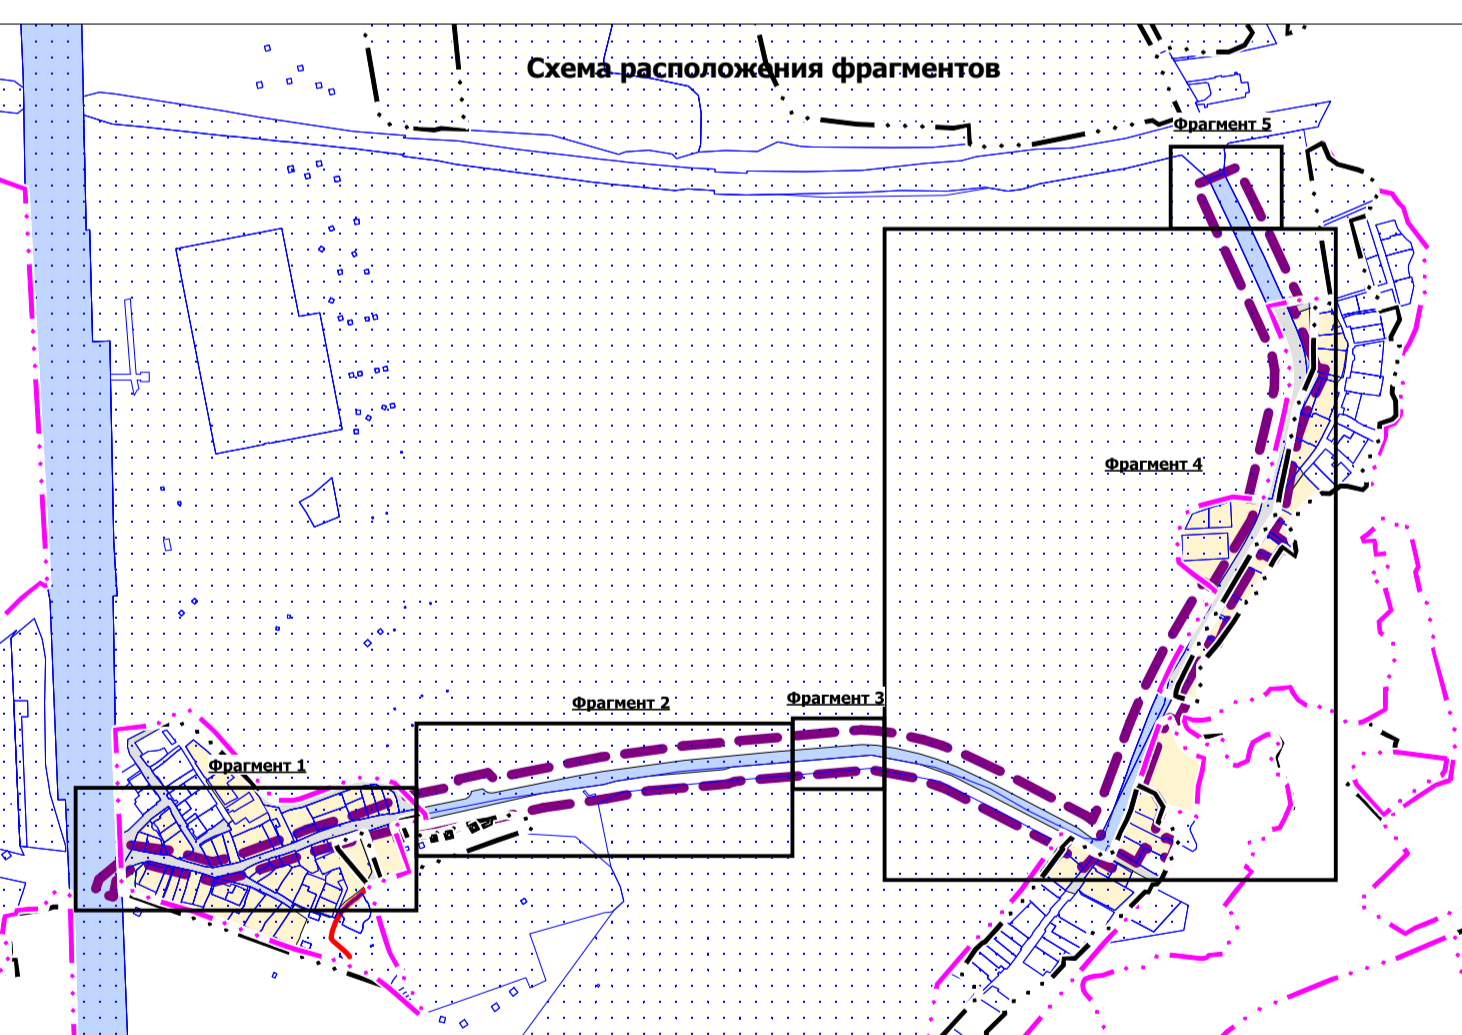 Схема расположения фрагментов
Фрагмент 5
Фрагмент 4
Фрагмент 3
Фрагмент 2
Фрагмент 1